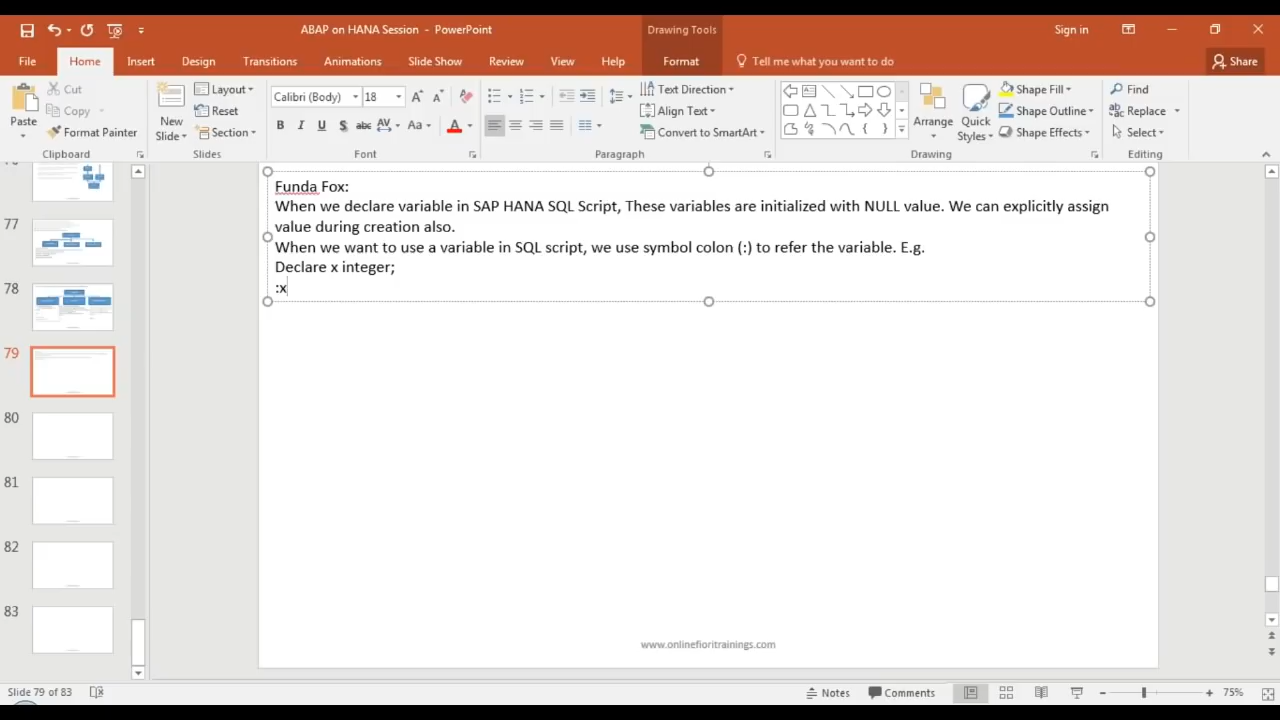 ABAP on HANA Session - PowerPoint
Drawing Tools
Sign in
File Home Insert Design Transitions Animations Slide Show Review View Help Format Tell me what you want to do Share
Paste
Cut
Copy
Format Painter
Clipboard
New Slide
Layout
Reset
Section
Slides
Calibri (Body) 18
B I U S abc AV Aa A
Font
Text Direction
Align Text
Convert to SmartArt
Paragraph
Arrange
Quick Styles
Shape Fill
Shape Outline
Shape Effects
Drawing
Find
Replace
Select
Editing
77
78
79
80
81
82
83
Funda Fox:
When we declare variable in SAP HANA SQL Script, These variables are initialized with NULL value. We can explicitly assign
value during creation also.
When we want to use a variable in SQL script, we use symbol colon (:) to refer the variable. E.g.
Declare x integer;
:x
www.onlinefioritrainings.com
Slide 79 of 83
Notes
Comments
75%